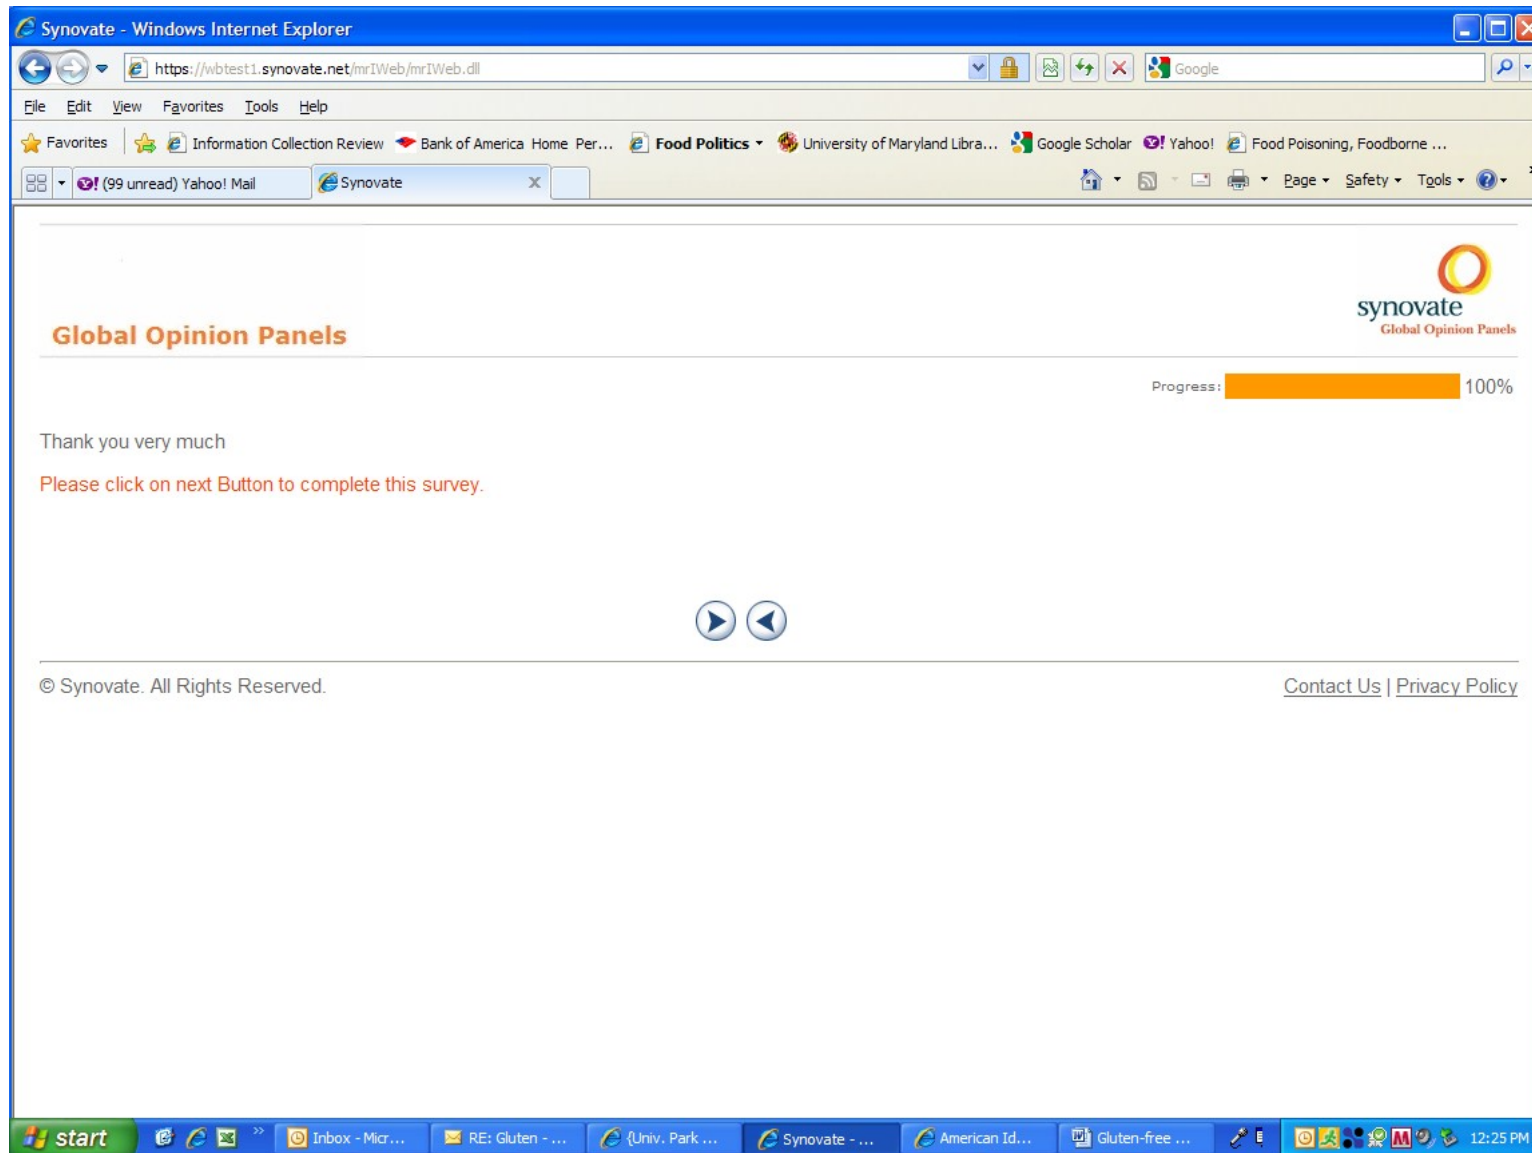 Synovate - Windows Internet Explorer
https://wbtest1.synovate.net/mrIWeb/mrIWeb.dll
Google
File Edit View Favorites Tools Help
Favorites Information Collection Review Bank of America Home Per... Food Politics University of Maryland Libra... Google Scholar Yahoo! Food Poisoning, Foodborne ...
(99 unread) Yahoo! Mail Synovate Page Safety Tools
synovate
Global Opinion Panels
Global Opinion Panels
Progress: 100%
Thank you very much
Please click on next Button to complete this survey.
© Synovate. All Rights Reserved. Contact Us | Privacy Policy
start Inbox - Micr... RE: Gluten - ... {Univ. Park ... Synovate - ... American Id... Gluten-free ... 12:25 PM